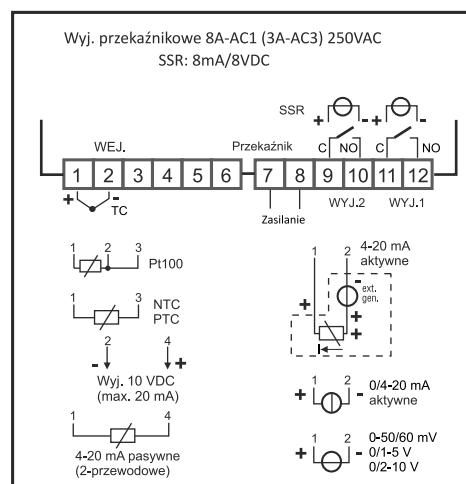 Wyj. przekaźnikowe 8A-AC1 (3A-AC3) 250VAC
SSR: 8mA/8VDC
SSR + - + -
WEJ. Przekaźnik C NO C NO
1 2 3 4 5 6 7 8 9 10 11 12
+ - TC
Zasilanie WYJ.2 WYJ.1
1 2 3
Pt100
1 3
NTC
PTC
2 4
- +
Wyj. 10 VDC
(max. 20 mA)
1 4
4-20 mA pasywne
(2-przewodowe)
1 2 4-20 mA
aktywne
- ext.
gen.
+ +
+
I
1 2
+ - 0/4-20 mA
aktywne
1 2
+ - 0-50/60 mV
0/1-5 V
0/2-10 V